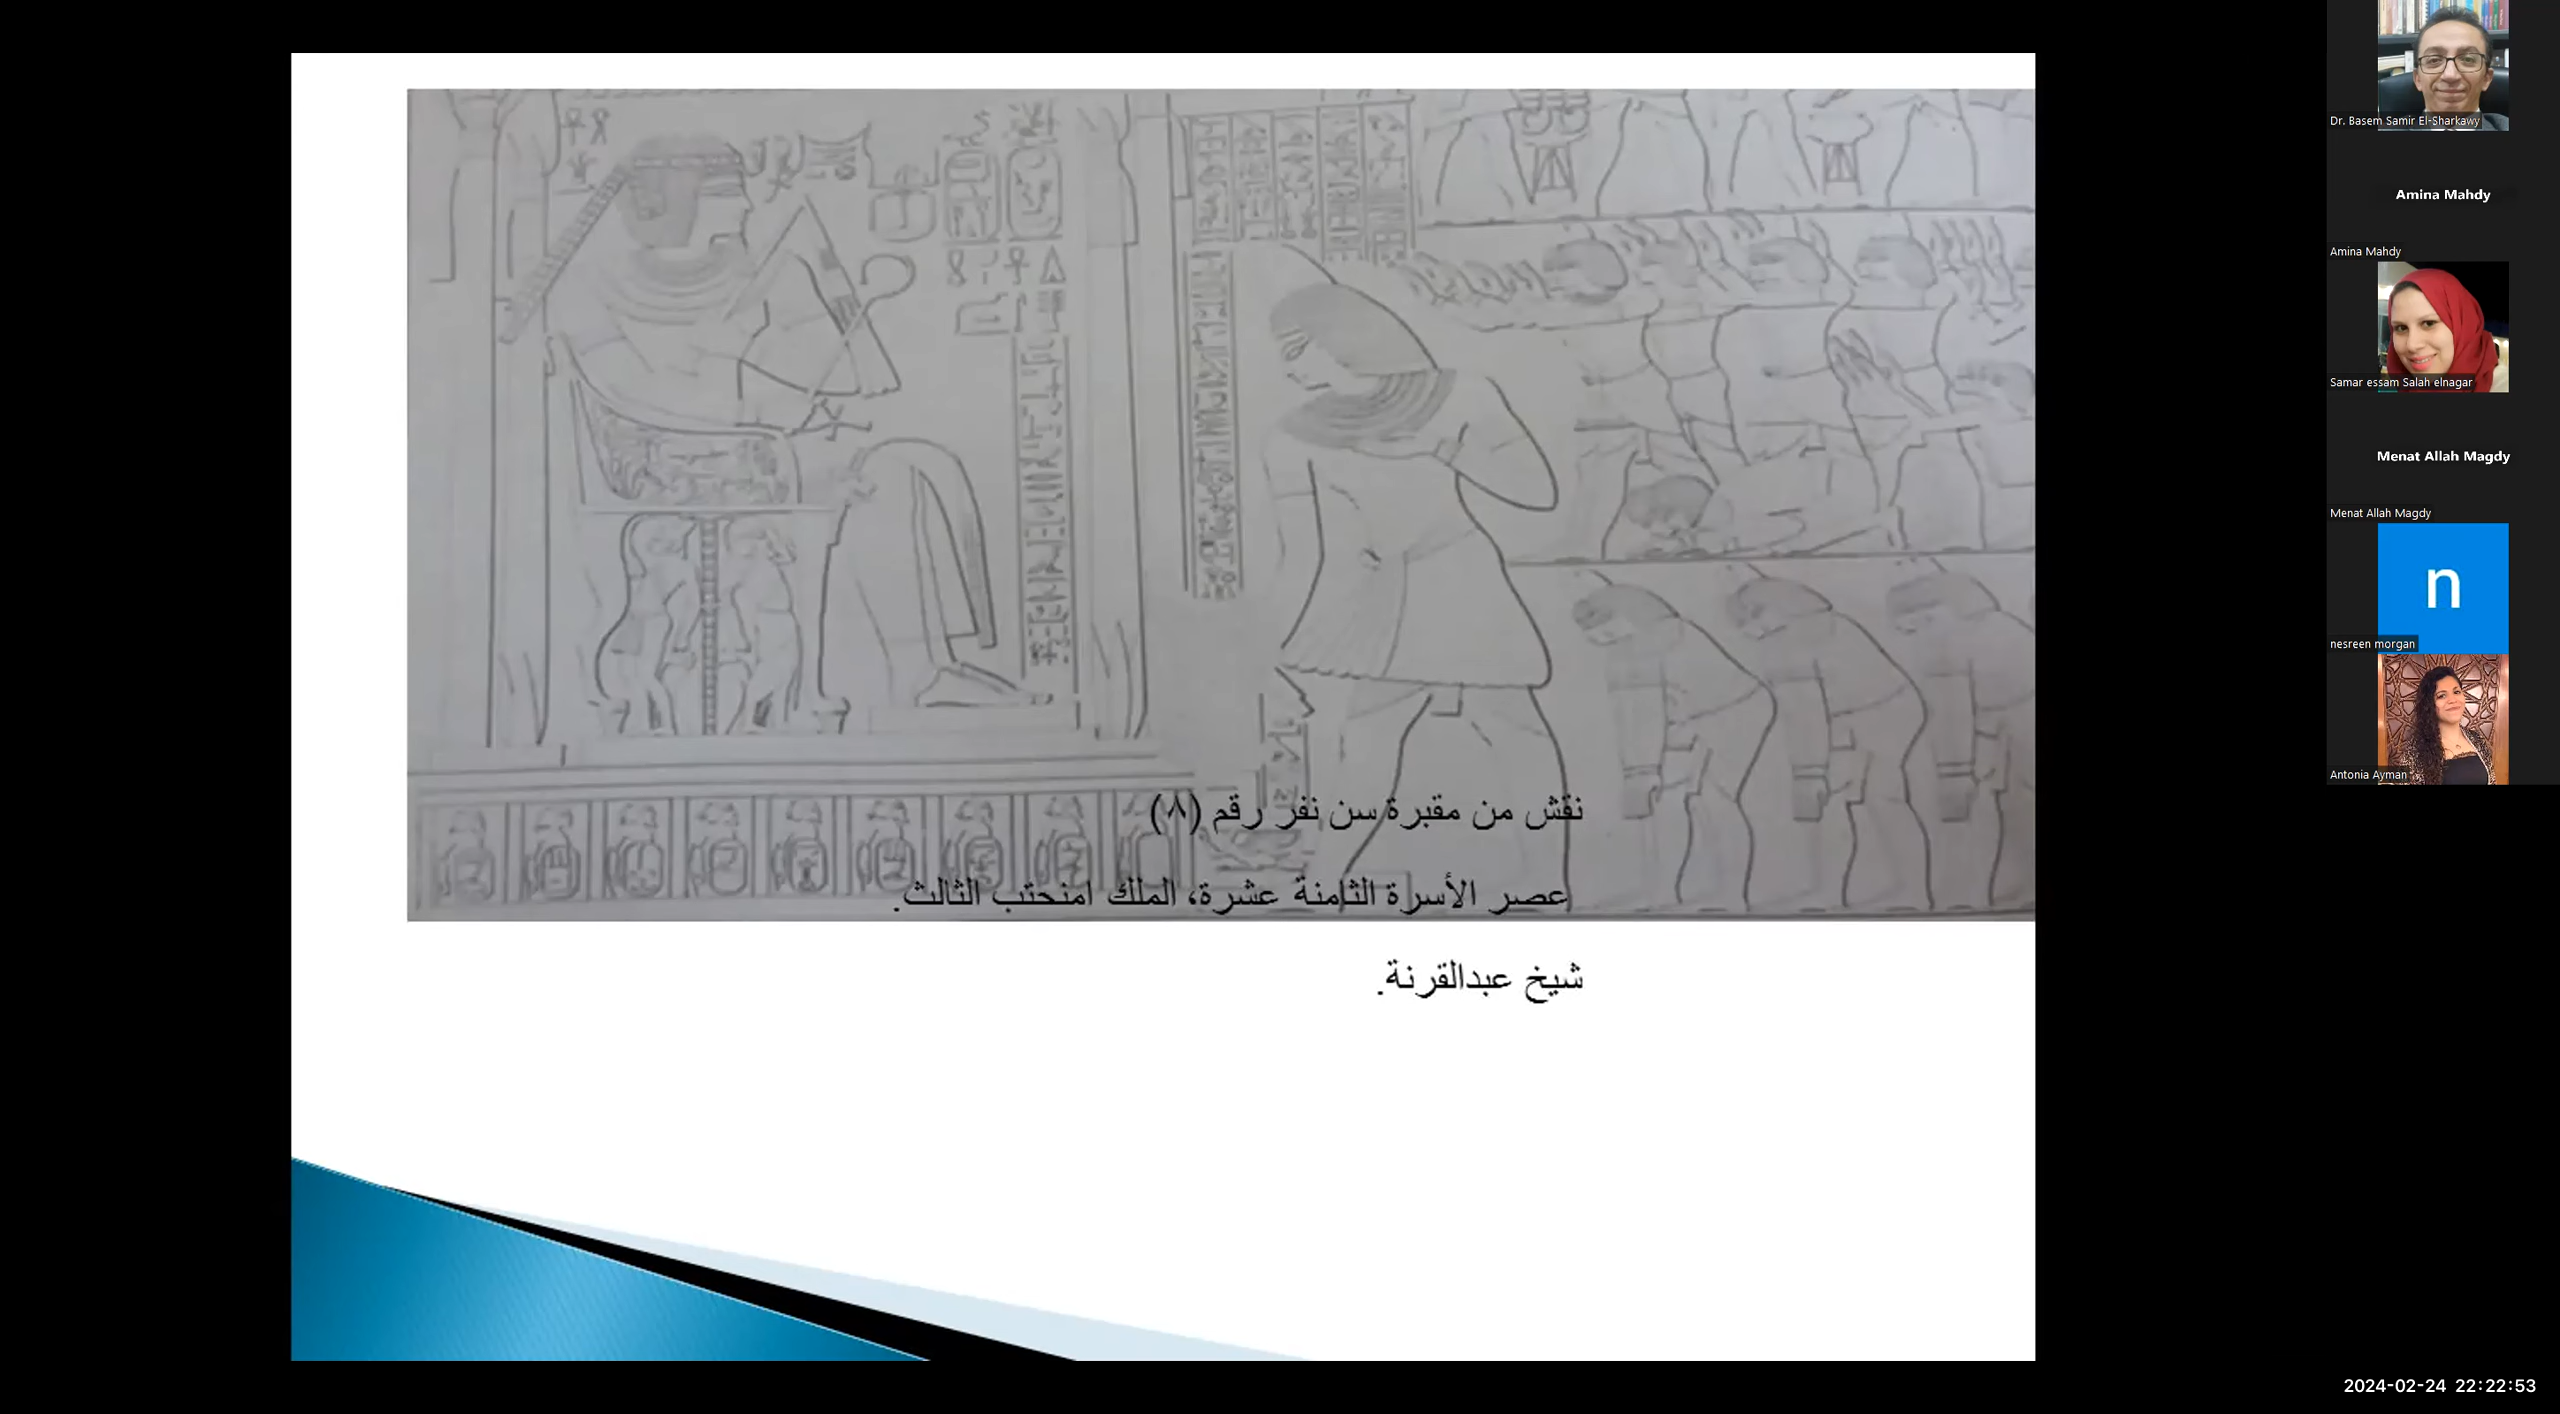 نقش من مقبرة سن نفر رقم (٨)
عصر الأسرة الثامنة عشرة، الملك امنحتب الثالث.
شيخ عبدالقرنة.
Dr. Basem Samir El-Sharkawy
Amina Mahdy
Amina Mahdy
Samar essam Salah elnagar
Menat Allah Magdy
Menat Allah Magdy
n
nesreen morgan
Antonia Ayman
2024-02-24 22:22:53